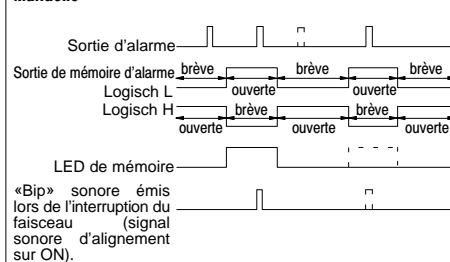 Manuelle
Sortie d'alarme
Sortie de mémoire d'alarme brève brève brève
Logisch L ouverte ouverte
Logisch H brève brève
ouverte ouverte ouverte
LED de mémoire
«Bip» sonore émis
lors de l'interruption du
faisceau (signal
sonore d'alignement
sur ON).